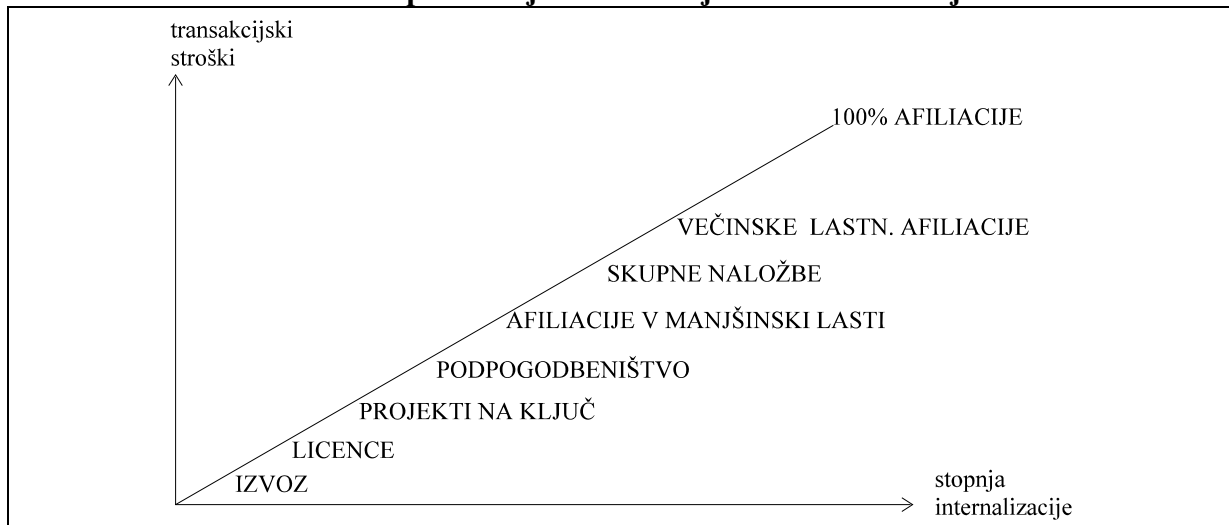 transakcijski
stroški
100% AFILIACIJE
VEČINSKE LASTN. AFILIACIJE
SKUPNE NALOŽBE
AFILIACIJE V MANJŠINSKI LASTI
PODPOGODBENIŠTVO
PROJEKTI NA KLJUČ
LICENCE
IZVOZ
stopnja
internalizacije